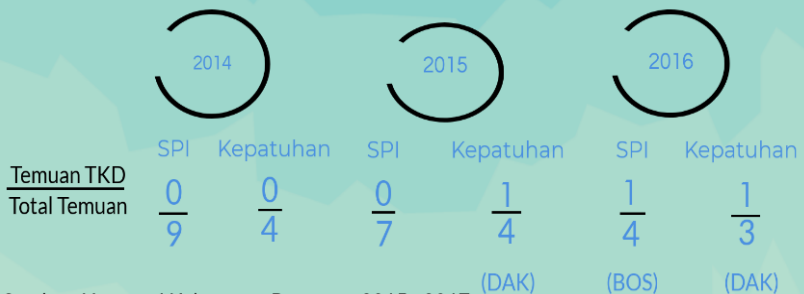 2014 2015 2016
SPI Kepatuhan SPI Kepatuhan SPI Kepatuhan
Temuan TKD 0 0 0 1 1 1
Total Temuan 9 4 7 4 4 3
(DAK) (BOS) (DAK)